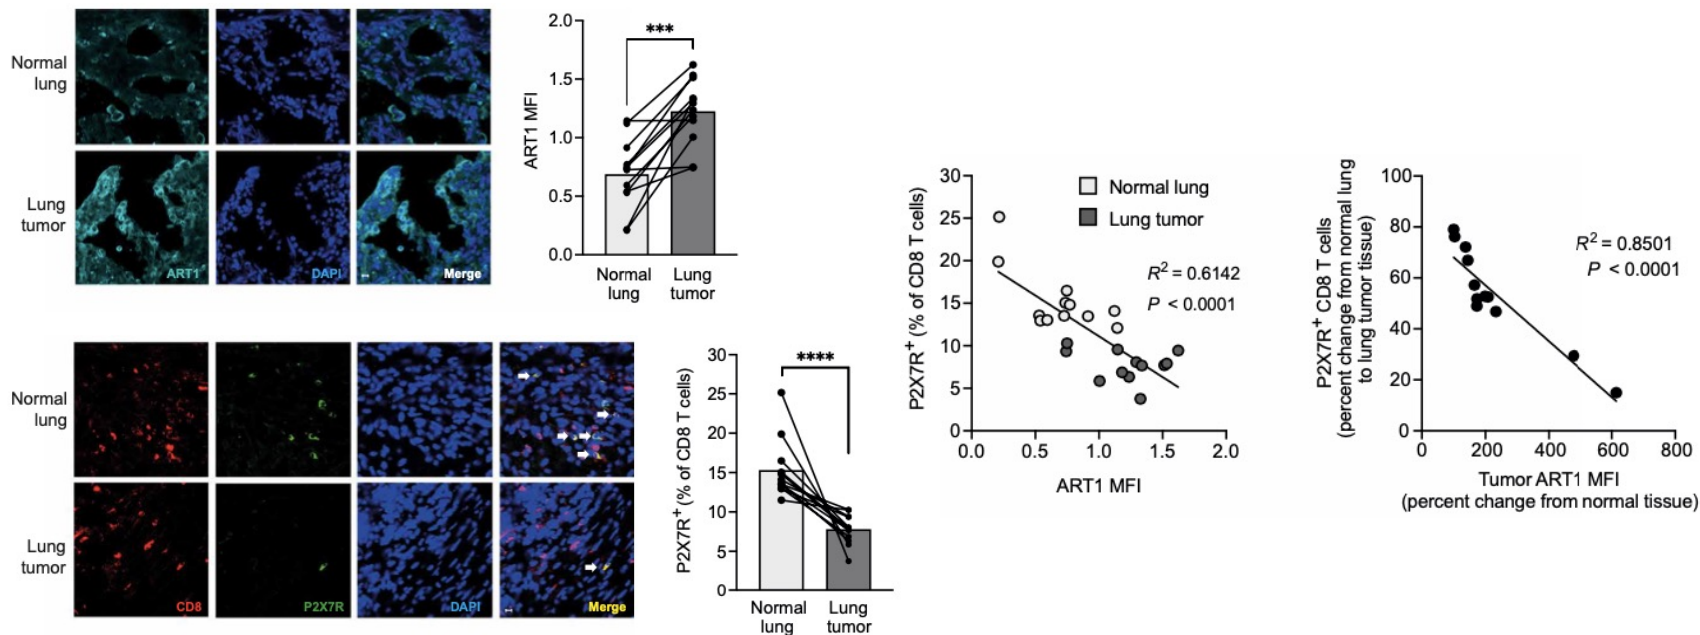 Normal
lung
Lung
tumor
ART1
DAPI
Merge
ART1 MFI
2.0
1.5
1.0
0.5
0.0
***
Normal
lung
Lung
tumor
Normal
lung
Lung
tumor
CD8
P2X7R
DAPI
Merge
P2X7R+ (% of CD8 T cells)
30
25
20
15
10
5
0
****
Normal
lung
Lung
tumor
P2X7R+ (% of CD8 T cells)
30
25
20
15
10
5
0
Normal lung
Lung tumor
R2 = 0.6142
P < 0.0001
0
0.5
1.0
1.5
2.0
ART1 MFI
P2X7R+ CD8 T cells
(percent change from normal lung
to lung tumor tissue)
100
80
60
40
20
0
R2 = 0.8501
P < 0.0001
0
200
400
600
800
Tumor ART1 MFI
(percent change from normal tissue)